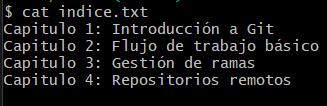 $ cat indice.txt
Capitulo 1: Introducción a Git
Capitulo 2: Flujo de trabajo básico
Capitulo 3: Gestión de ramas
Capitulo 4: Repositorios remotos